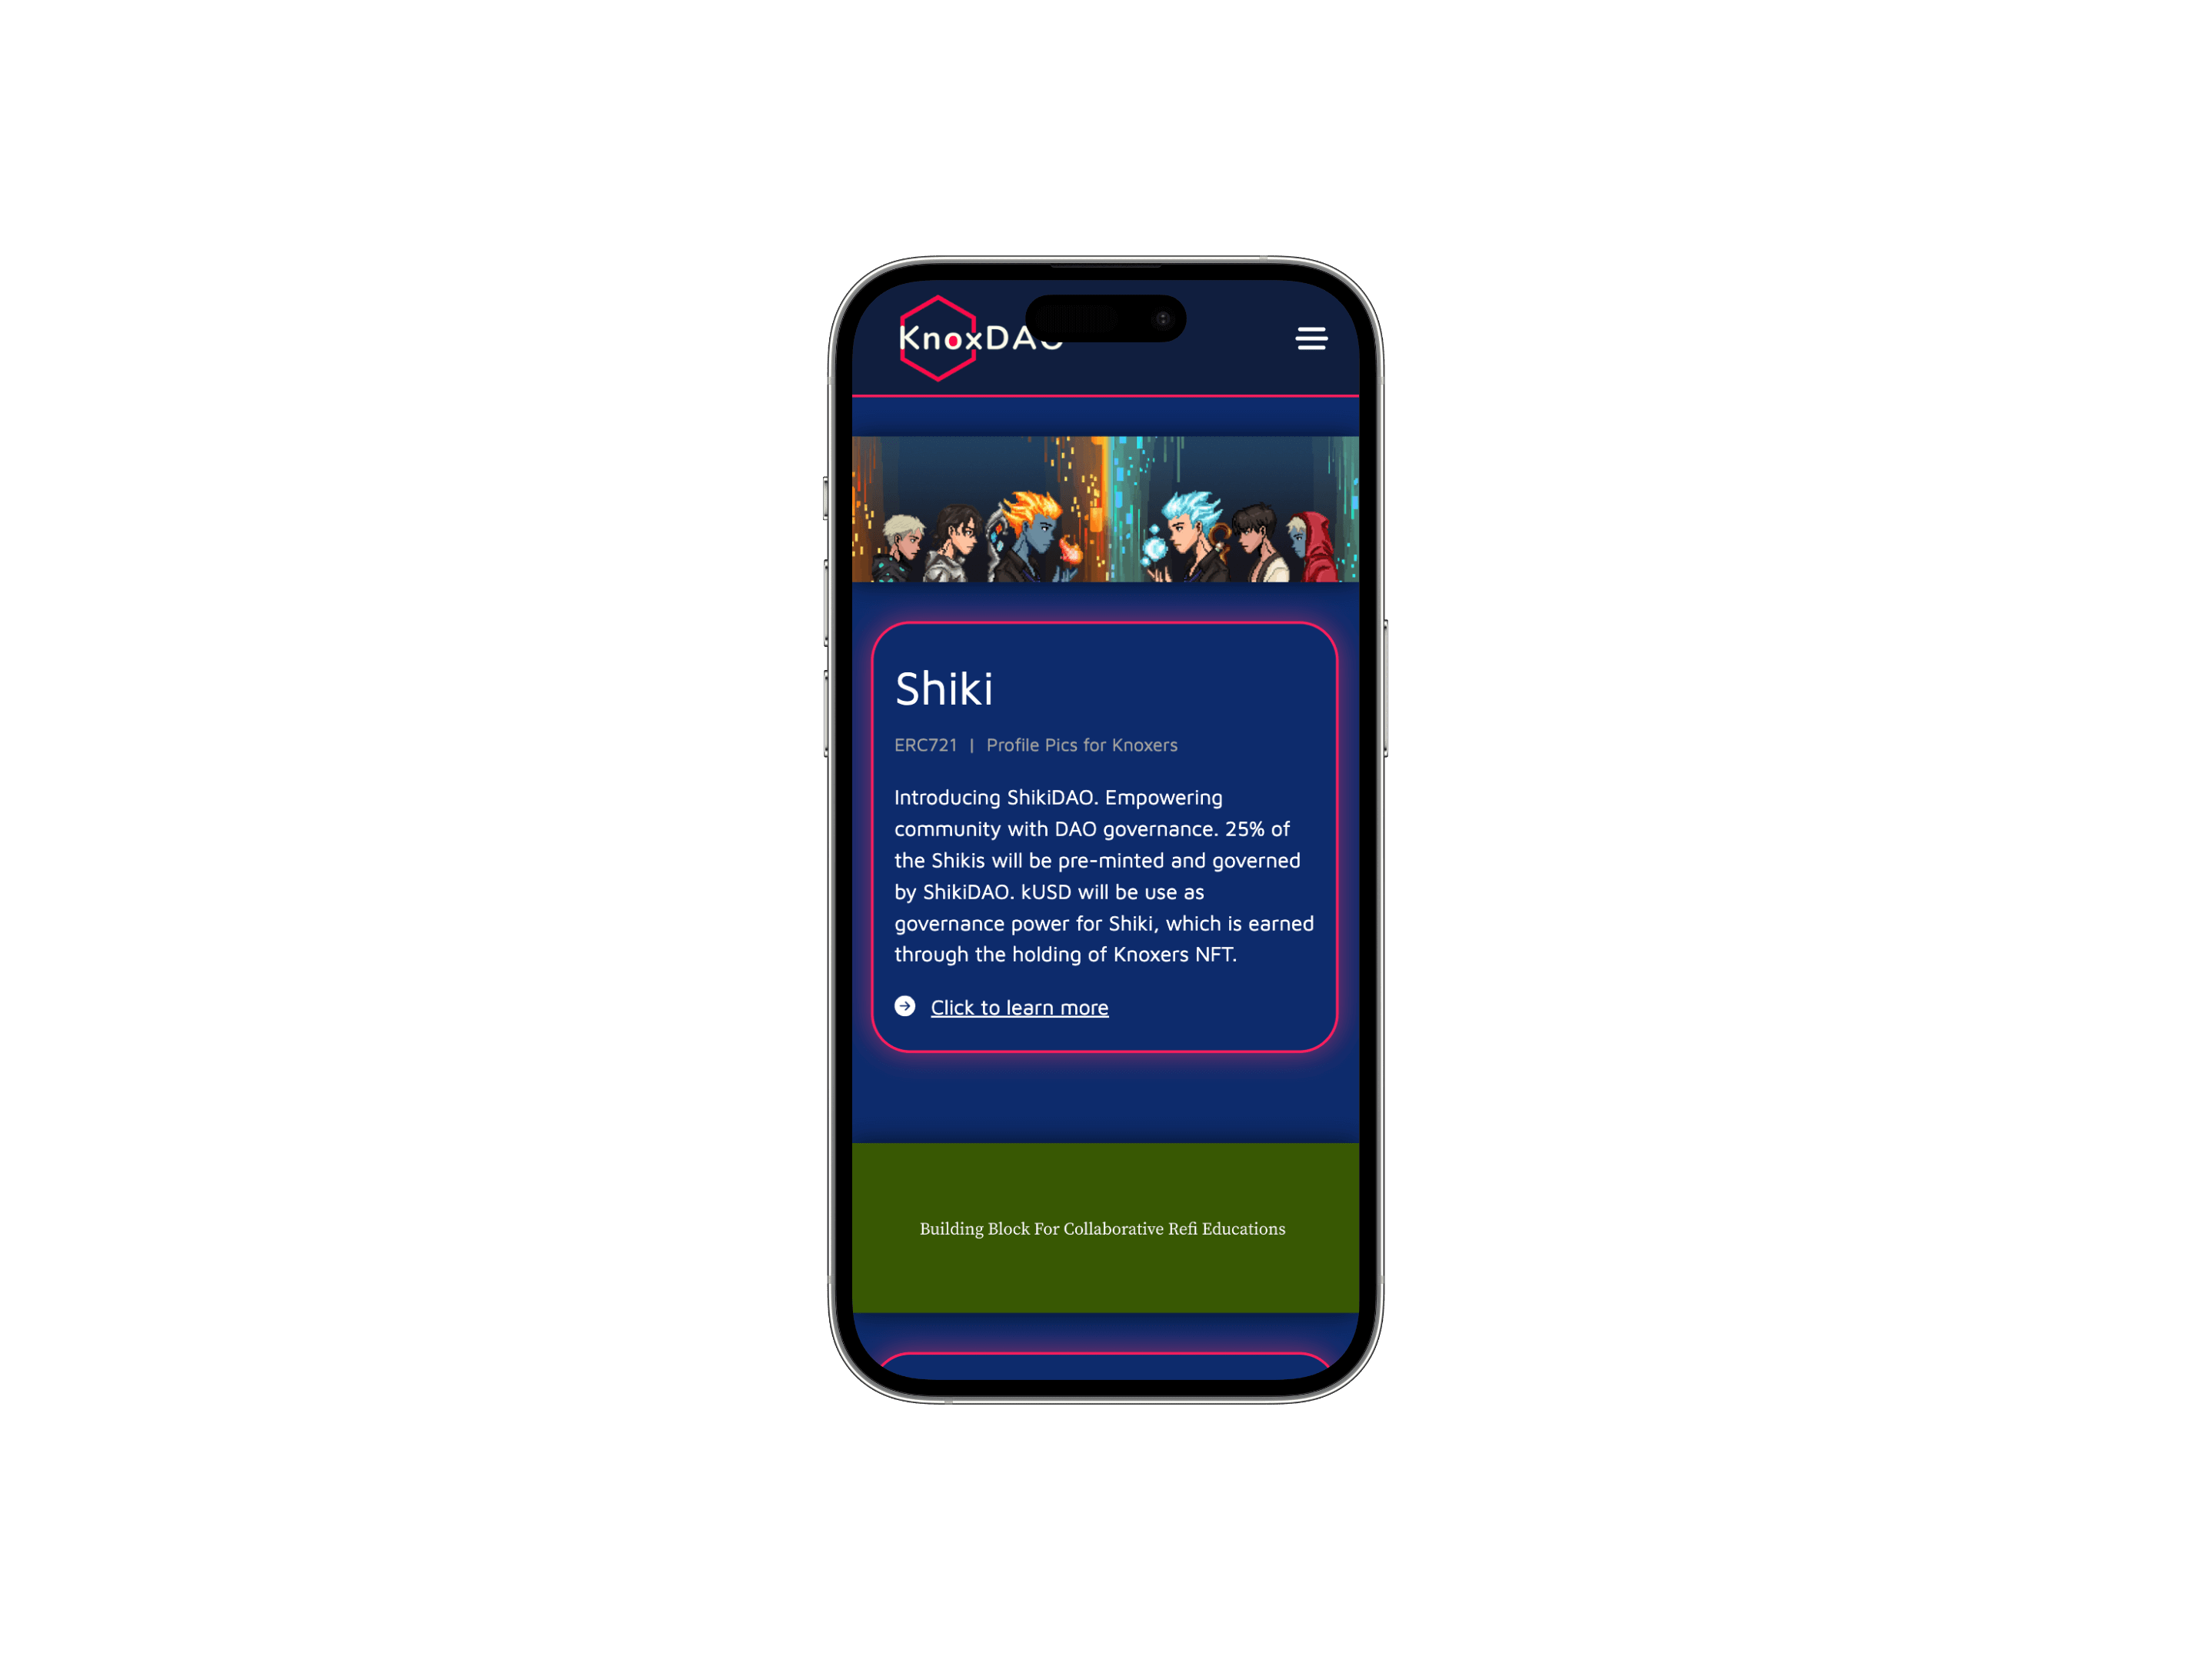 KnoxDAO
Shiki
ERC721 | Profile Pics for Knoxers
Introducing ShikiDAO. Empowering
community with DAO governance. 25% of
the Shikis will be pre-minted and governed
by ShikiDAO. kUSD will be use as
governance power for Shiki, which is earned
through the holding of Knoxers NFT.
Click to learn more
Building Block For Collaborative Refi Educations